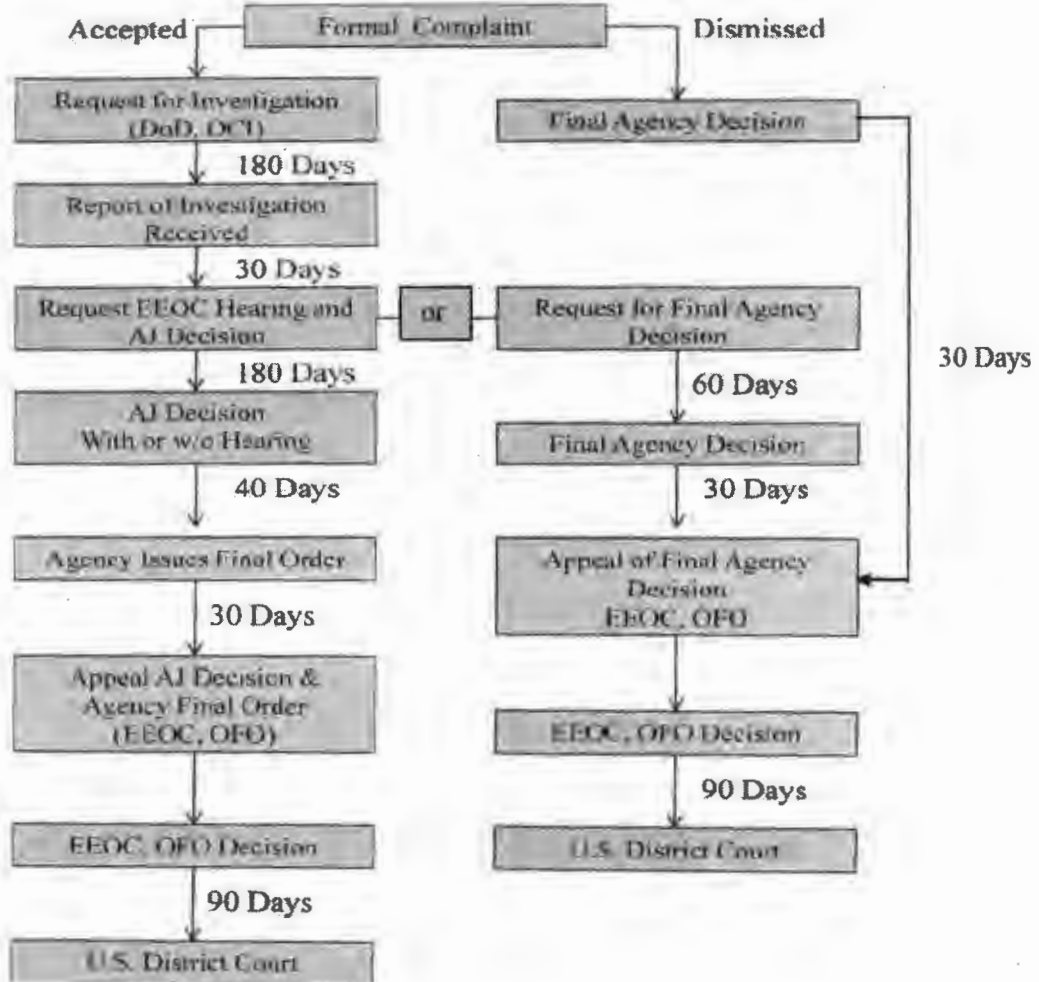 Accepted
Formal Complaint
Dismissed
Request for Investigation
(DoD, OCI)
Final Agency Decision
180 Days
Report of Investigation
Received
30 Days
Request EEOC Hearing and
AJ Decision
or
Request for Final Agency
Decision
30 Days
180 Days
60 Days
AJ Decision
With or w/o Hearing
Final Agency Decision
40 Days
30 Days
Agency Issues Final Order
Appeal of Final Agency
Decision
EEOC, OFO
30 Days
Appeal AJ Decision &
Agency Final Order
(EEOC, OFO)
EEOC, OFO Decision
90 Days
EEOC, OFO Decision
U.S. District Court
90 Days
U.S. District Court